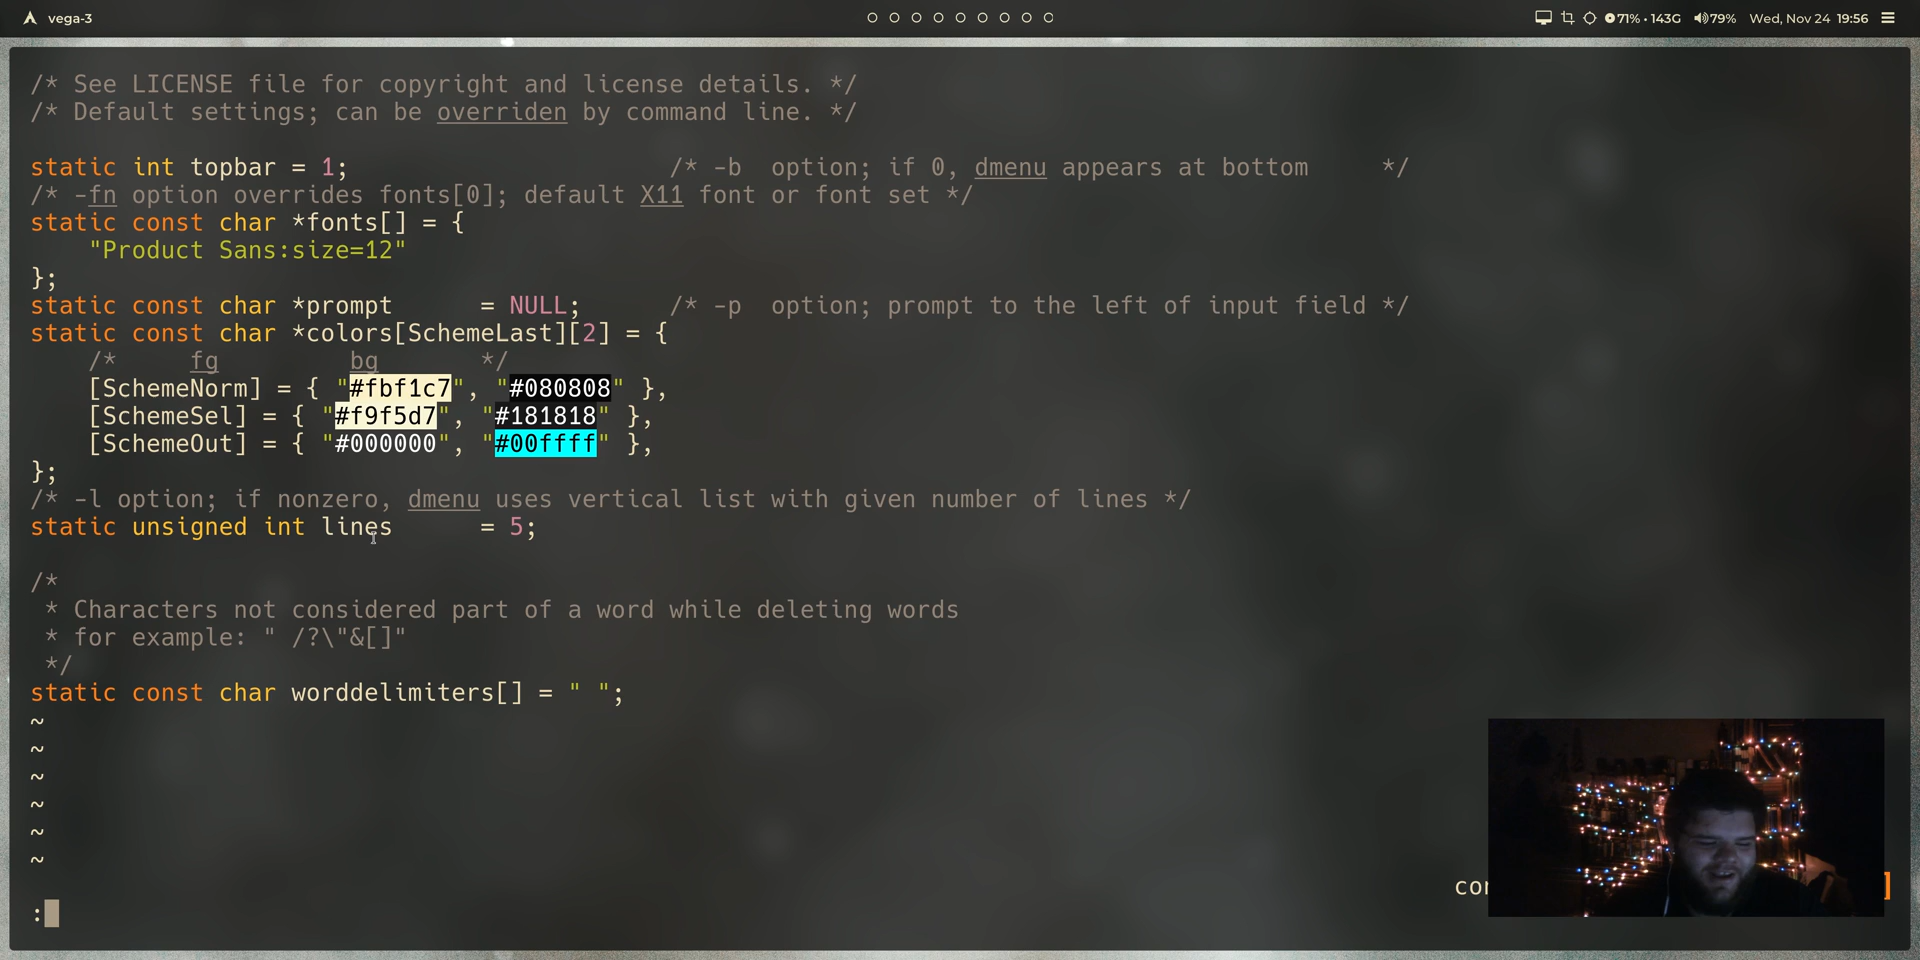 vega-3
71% • 143G 79% Wed, Nov 24 19:56
/* See LICENSE file for copyright and license details. */
/* Default settings; can be overriden by command line. */
static int topbar = 1;                      /* -b  option; if 0, dmenu appears at bottom     */
/* -fn option overrides fonts[0]; default X11 font or font set */
static const char *fonts[] = {
    "Product Sans:size=12"
};
static const char *prompt      = NULL;      /* -p  option; prompt to the left of input field */
static const char *colors[SchemeLast][2] = {
    /*     fg         bg       */
    [SchemeNorm] = { "#fbf1c7", "#080808" },
    [SchemeSel] = { "#f9f5d7", "#181818" },
    [SchemeOut] = { "#000000", "#00ffff" },
};
/* -l option; if nonzero, dmenu uses vertical list with given number of lines */
static unsigned int lines      = 5;
/*
 * Characters not considered part of a word while deleting words
 * for example: " /?\"&[]"
 */
static const char worddelimiters[] = " ";
~
~
~
~
~
~
: